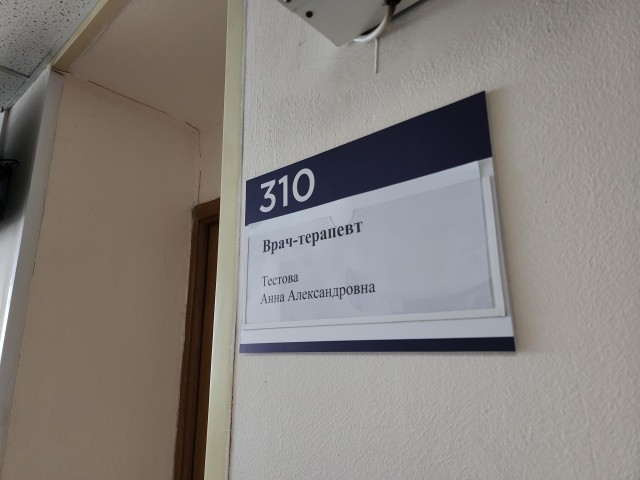 310
Врач-терапевт
Тестова
Анна Александровна